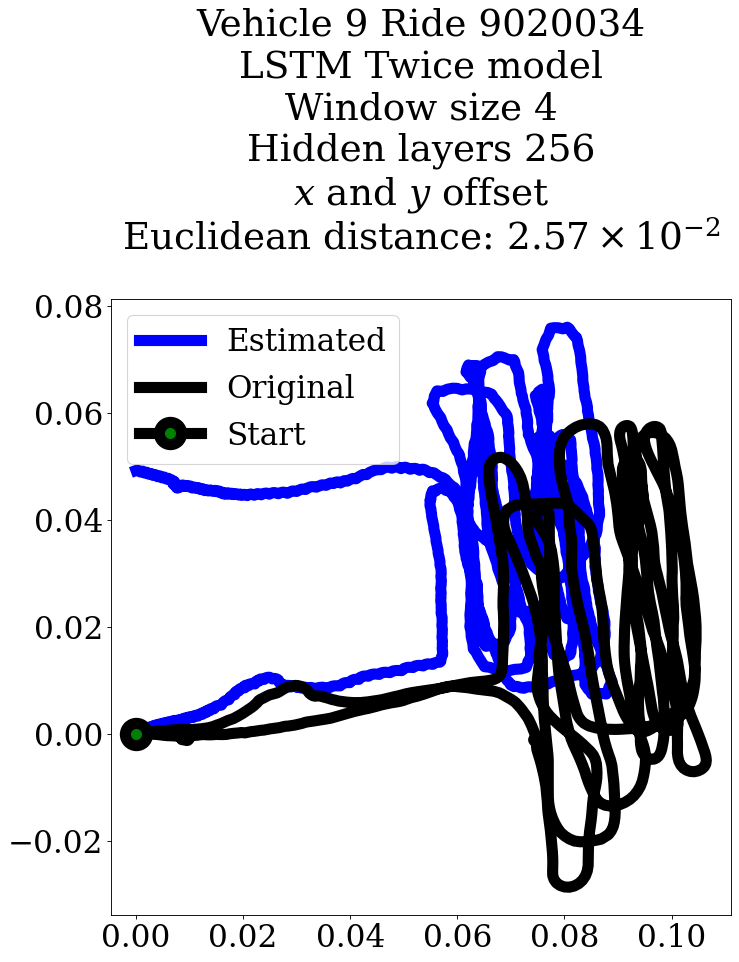 Vehicle 9 Ride 9020034
LSTM Twice model
Window size 4
Hidden layers 256
x and y offset
Euclidean distance: 2.57 × 10⁻²
Estimated
Original
Start
0.08
0.06
0.04
0.02
0.00
−0.02
0.00 0.02 0.04 0.06 0.08 0.10